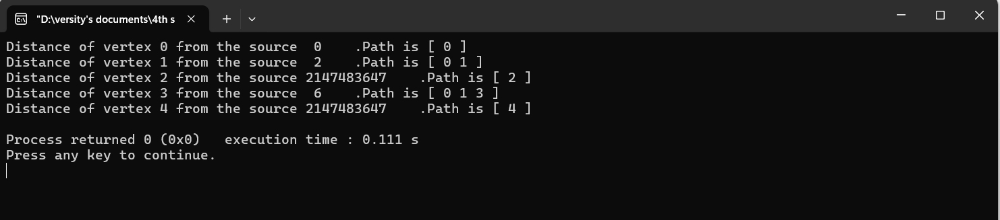 "D:\versity's documents\4th s
Distance of vertex 0 from the source  0    .Path is [ 0 ]
Distance of vertex 1 from the source  2    .Path is [ 0 1 ]
Distance of vertex 2 from the source 2147483647    .Path is [ 2 ]
Distance of vertex 3 from the source  6    .Path is [ 0 1 3 ]
Distance of vertex 4 from the source 2147483647    .Path is [ 4 ]
Process returned 0 (0x0)   execution time : 0.111 s
Press any key to continue.